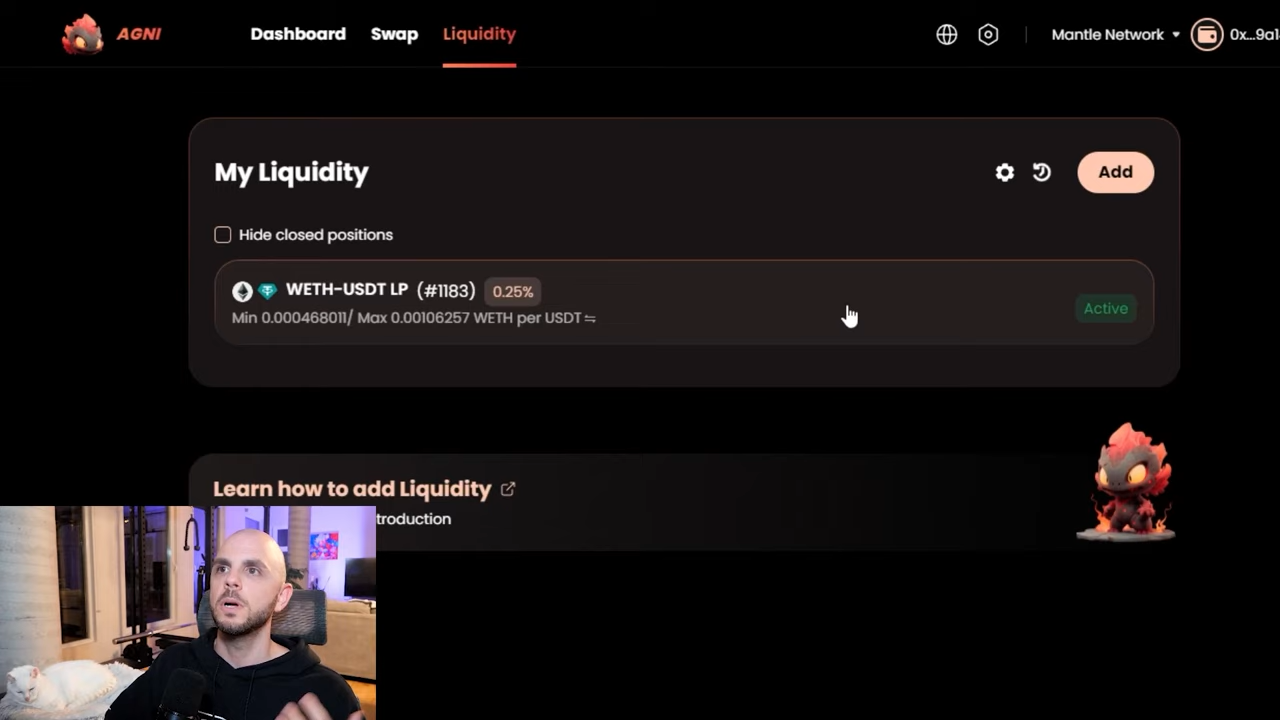 AGNI
Dashboard Swap Liquidity
Mantle Network 0x...9a1
My Liquidity
Add
Hide closed positions
WETH-USDT LP (#1183) 0.25%
Min 0.000468011/ Max 0.00106257 WETH per USDT
Active
Learn how to add Liquidity
troduction